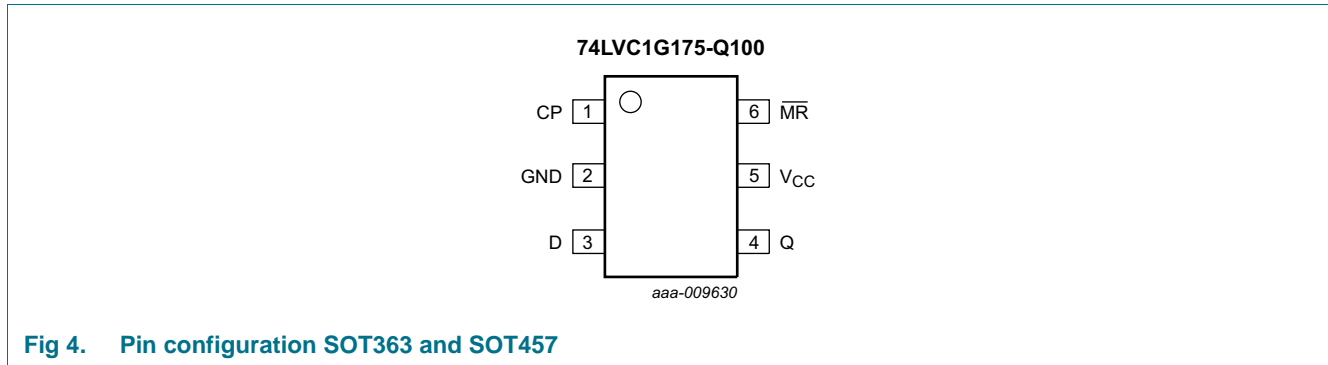 74LVC1G175-Q100
CP 1 6 M̅R̅
GND 2 5 VCC
D 3 4 Q
aaa-009630
Fig 4. Pin configuration SOT363 and SOT457